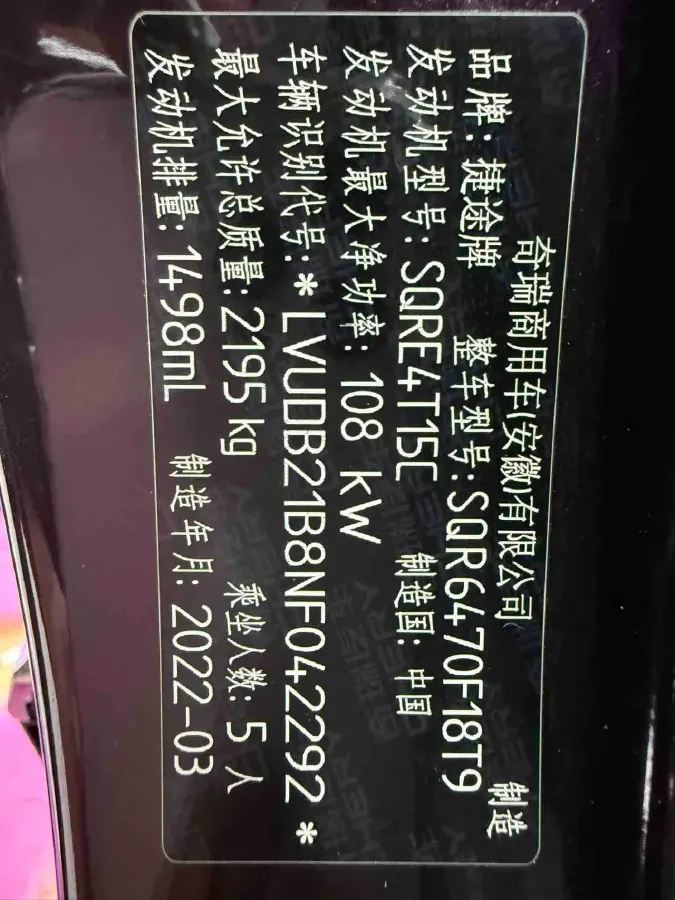 奇瑞商用车(安徽)有限公司 制造
品牌:捷途牌 整车型号:SQR6470F18T9
发动机型号:SQRE4T15C 制造国:中国
发动机最大净功率:108 kW
车辆识别代号:*LVUDB21B8NF042292*
最大允许总质量:2195 kg 乘坐人数:5 人
发动机排量:1498mL 制造年月:2022-03